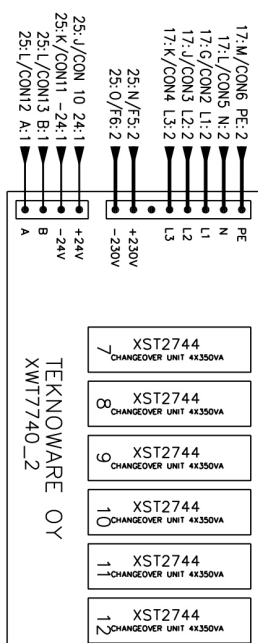 17:M/CON6 PE:2
17:L/CON5 N:2
17:G/CON2 L1:2
17:J/CON3 L2:2
17:K/CON4 L3:2
25:N/F5:2
25:O/F6:2
25:J/CON 10 24:1
25:K/CON11 -24:1
25:L/CON13 B:1
25:L/CON12 A:1
PE
N
L1
L2
L3
+230V
-230V
+24V
-24V
B
A
7 XST2744
CHANGEOVER UNIT 4X350VA
8 XST2744
CHANGEOVER UNIT 4X350VA
9 XST2744
CHANGEOVER UNIT 4X350VA
10 XST2744
CHANGEOVER UNIT 4X350VA
11 XST2744
CHANGEOVER UNIT 4X350VA
12 XST2744
CHANGEOVER UNIT 4X350VA
TEKNOWARE OY
XWT7740_2